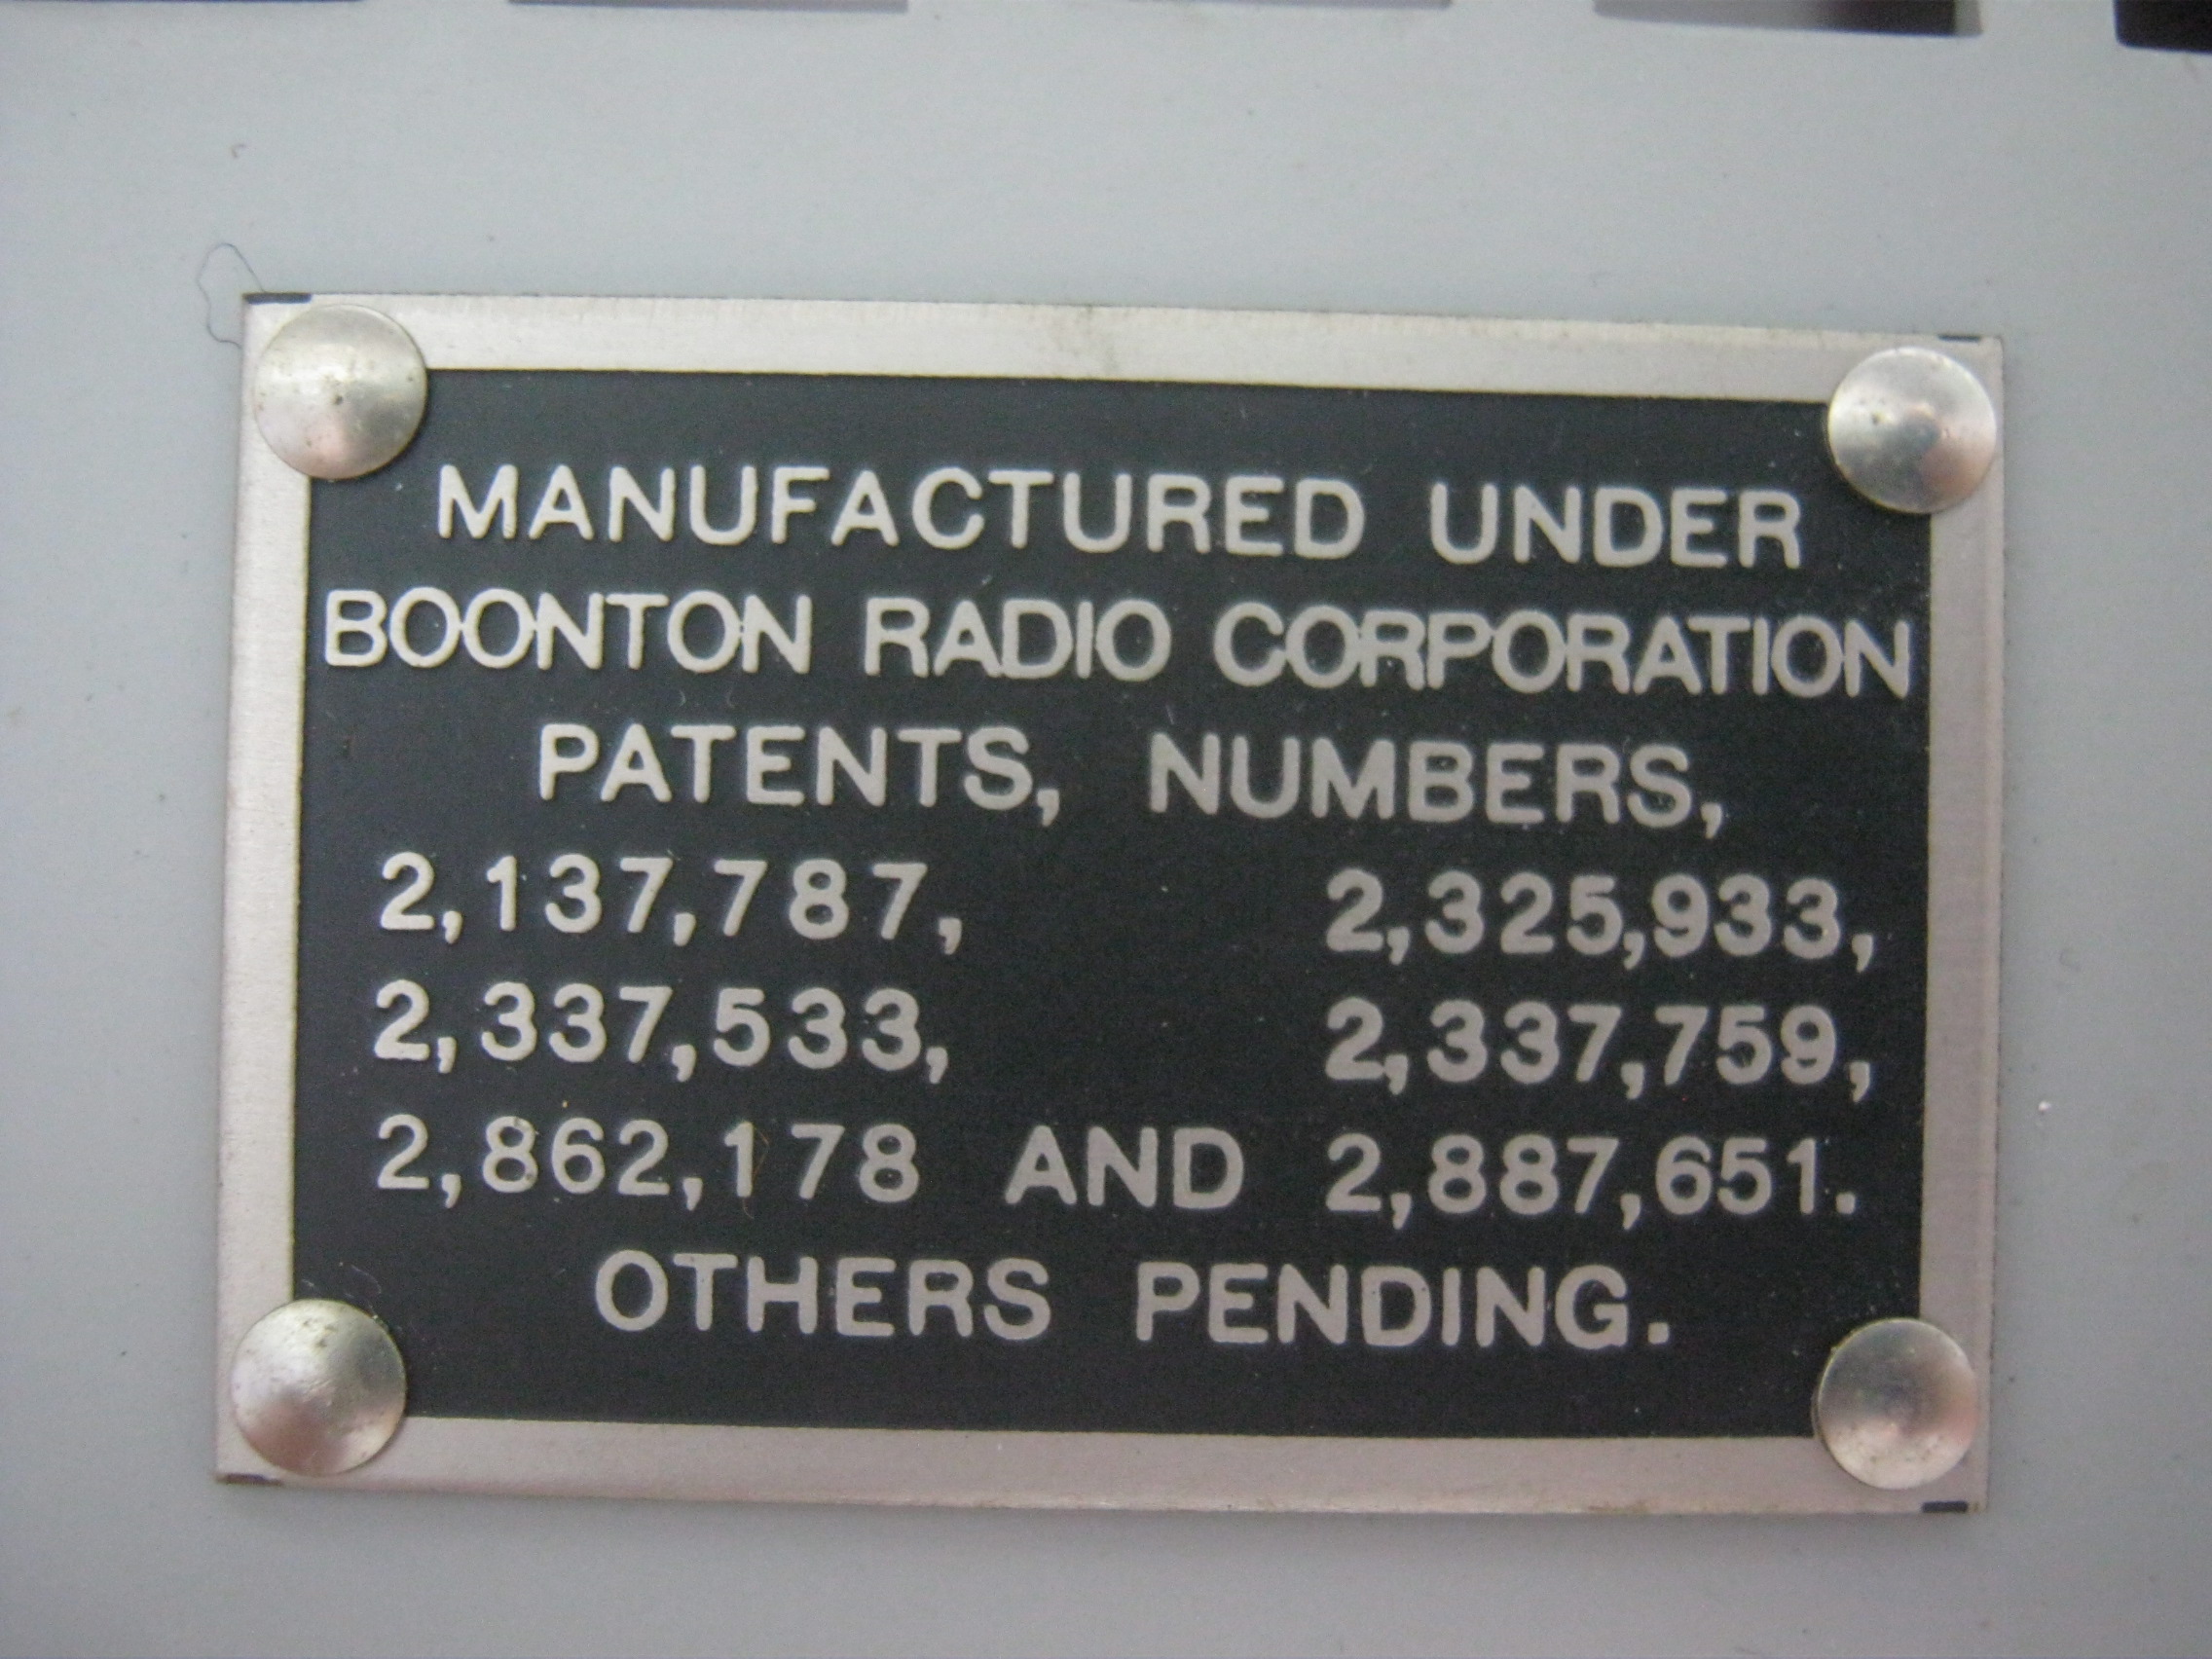 MANUFACTURED UNDER
BOONTON RADIO CORPORATION
PATENTS, NUMBERS,
2,137,787, 2,325,933,
2,337,533, 2,337,759,
2,862,178 AND 2,887,651.
OTHERS PENDING.